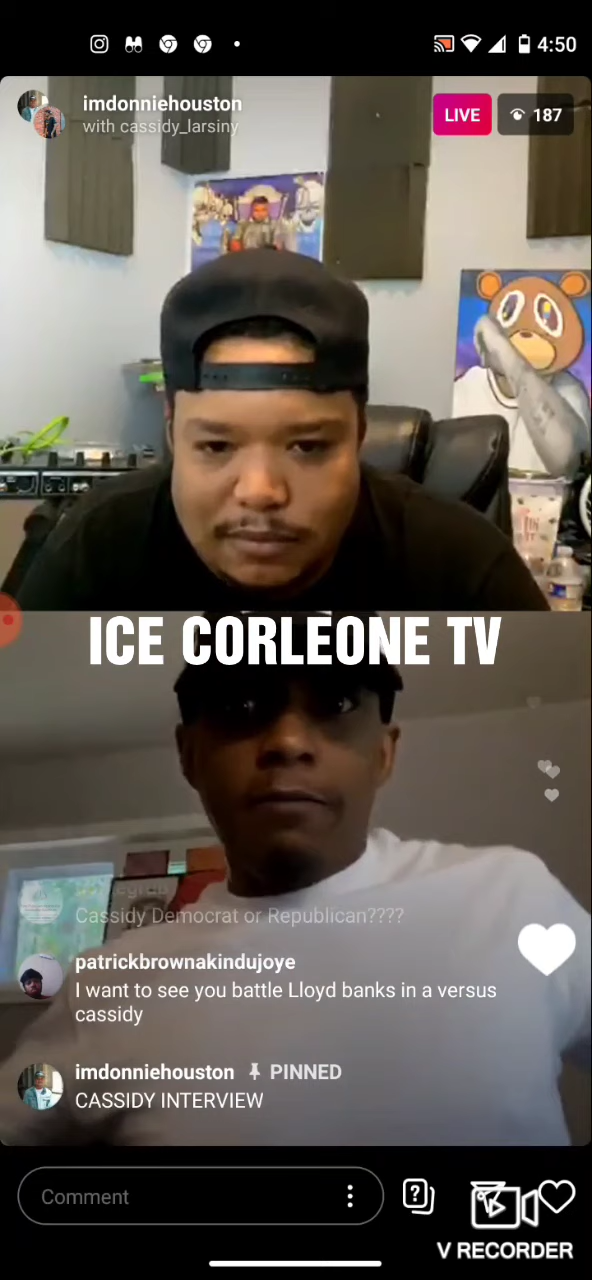 4:50
imdonniehouston
with cassidy_larsiny
LIVE
187
ICE CORLEONE TV
Cassidy Democrat or Republican????
patrickbrownakindujoye
I want to see you battle Lloyd banks in a versus
cassidy
imdonniehouston PINNED
CASSIDY INTERVIEW
Comment
V RECORDER